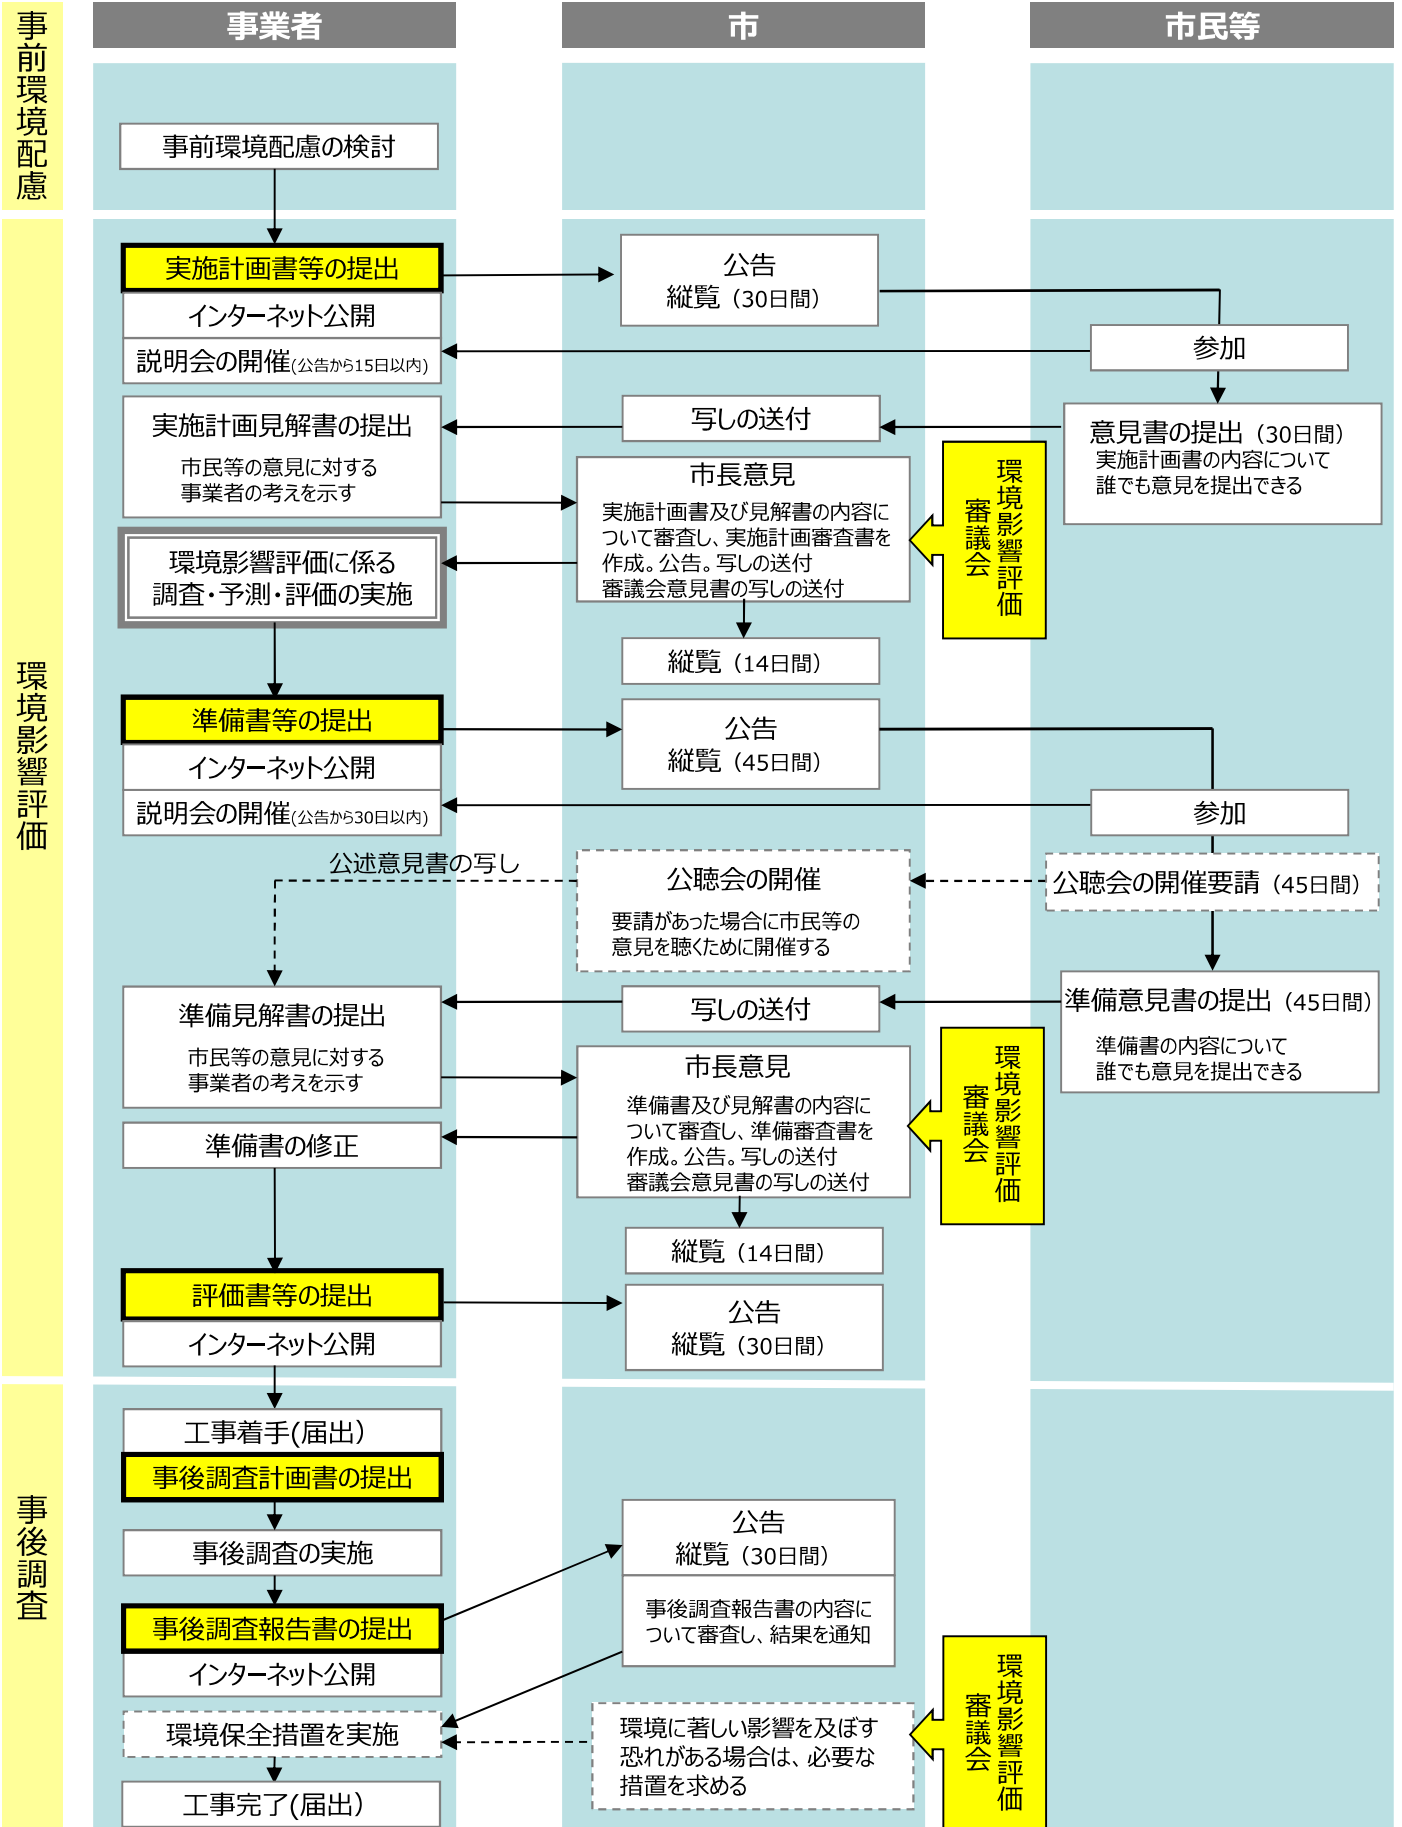 事業者
市
市民等
事前環境配慮
事前環境配慮の検討
環境影響評価
実施計画書等の提出
インターネット公開
説明会の開催(公告から15日以内)
公告
縦覧（30日間）
参加
実施計画見解書の提出
市民等の意見に対する
事業者の考えを示す
写しの送付
意見書の提出（30日間）
実施計画書の内容について
誰でも意見を提出できる
市長意見
実施計画書及び見解書の内容に
ついて審査し、実施計画審査書を
作成。公告。写しの送付
審議会意見書の写しの送付
環境影響評価
審議会
環境影響評価に係る
調査・予測・評価の実施
縦覧（14日間）
準備書等の提出
インターネット公開
説明会の開催(公告から30日以内)
公告
縦覧（45日間）
参加
公述意見書の写し
公聴会の開催
要請があった場合に市民等の
意見を聴くために開催する
公聴会の開催要請（45日間）
準備見解書の提出
市民等の意見に対する
事業者の考えを示す
写しの送付
準備意見書の提出（45日間）
準備書の内容について
誰でも意見を提出できる
市長意見
準備書及び見解書の内容に
ついて審査し、準備審査書を
作成。公告。写しの送付
審議会意見書の写しの送付
環境影響評価
審議会
準備書の修正
縦覧（14日間）
評価書等の提出
インターネット公開
公告
縦覧（30日間）
事後調査
工事着手(届出）
事後調査計画書の提出
事後調査の実施
事後調査報告書の提出
インターネット公開
公告
縦覧（30日間）
事後調査報告書の内容に
ついて審査し、結果を通知
環境保全措置を実施
環境に著しい影響を及ぼす
恐れがある場合は、必要な
措置を求める
環境影響評価
審議会
工事完了(届出）